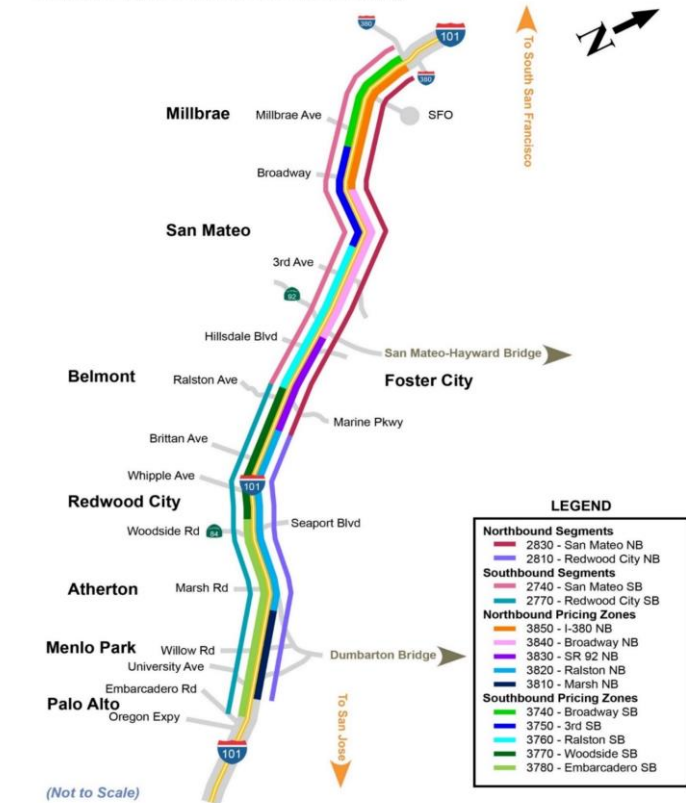 380
101
N
To South San Francisco
380
Millbrae
Millbrae Ave
SFO
Broadway
San Mateo
3rd Ave
92
Hillsdale Blvd
San Mateo-Hayward Bridge
Belmont
Ralston Ave
Foster City
Marine Pkwy
Brittan Ave
Whipple Ave
101
Redwood City
Seaport Blvd
Woodside Rd
84
Atherton
Marsh Rd
Menlo Park
Willow Rd
Dumbarton Bridge
University Ave
Embarcadero Rd
Palo Alto
Oregon Expy
To San Jose
101
(Not to Scale)
LEGEND
Northbound Segments
2830 - San Mateo NB
2810 - Redwood City NB
Southbound Segments
2740 - San Mateo SB
2770 - Redwood City SB
Northbound Pricing Zones
3850 - I-380 NB
3840 - Broadway NB
3830 - SR 92 NB
3820 - Ralston NB
3810 - Marsh NB
Southbound Pricing Zones
3740 - Broadway SB
3750 - 3rd SB
3760 - Ralston SB
3770 - Woodside SB
3780 - Embarcadero SB